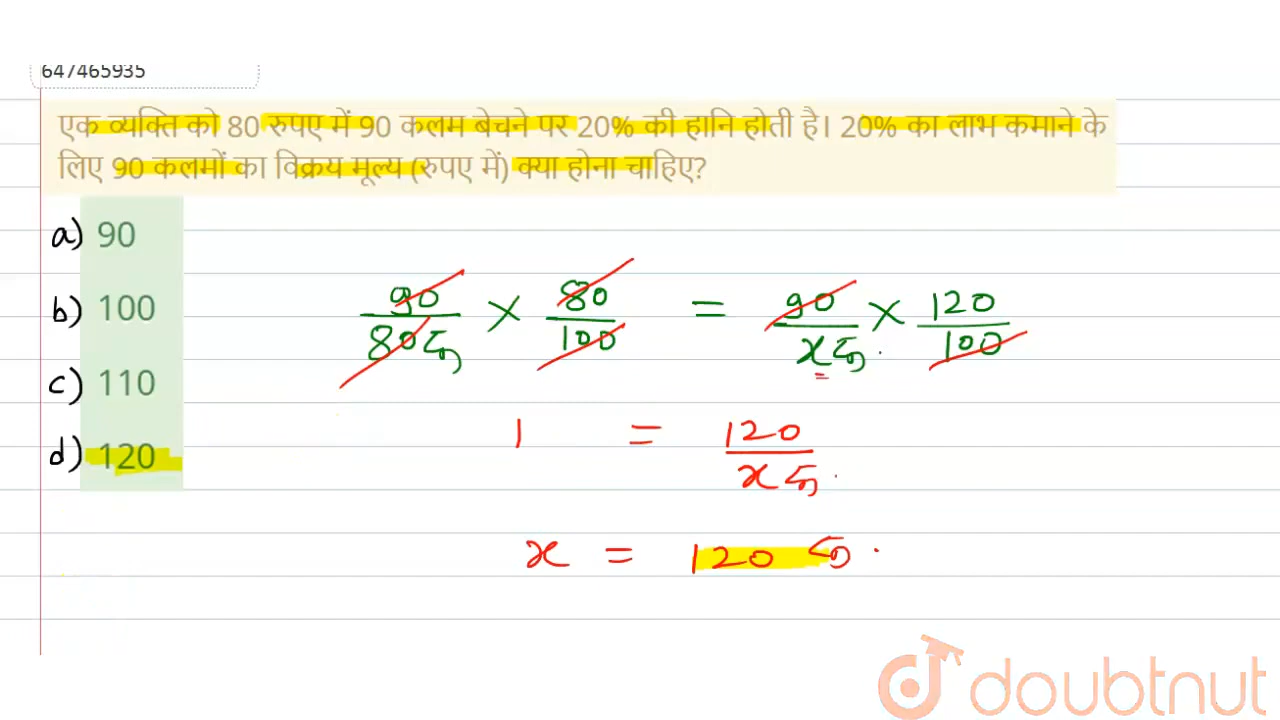 647465935
एक व्यक्ति को 80 रुपए में 90 कलम बेचने पर 20% की हानि होती है। 20% का लाभ कमाने के
लिए 90 कलमों का विक्रय मूल्य (रुपए में) क्या होना चाहिए?
a) 90
b) 100
c) 110
d) 120
90/80रु × 80/100 = 90/xरु. × 120/100
1 = 120/xरु.
x = 120 रु.
doubtnut